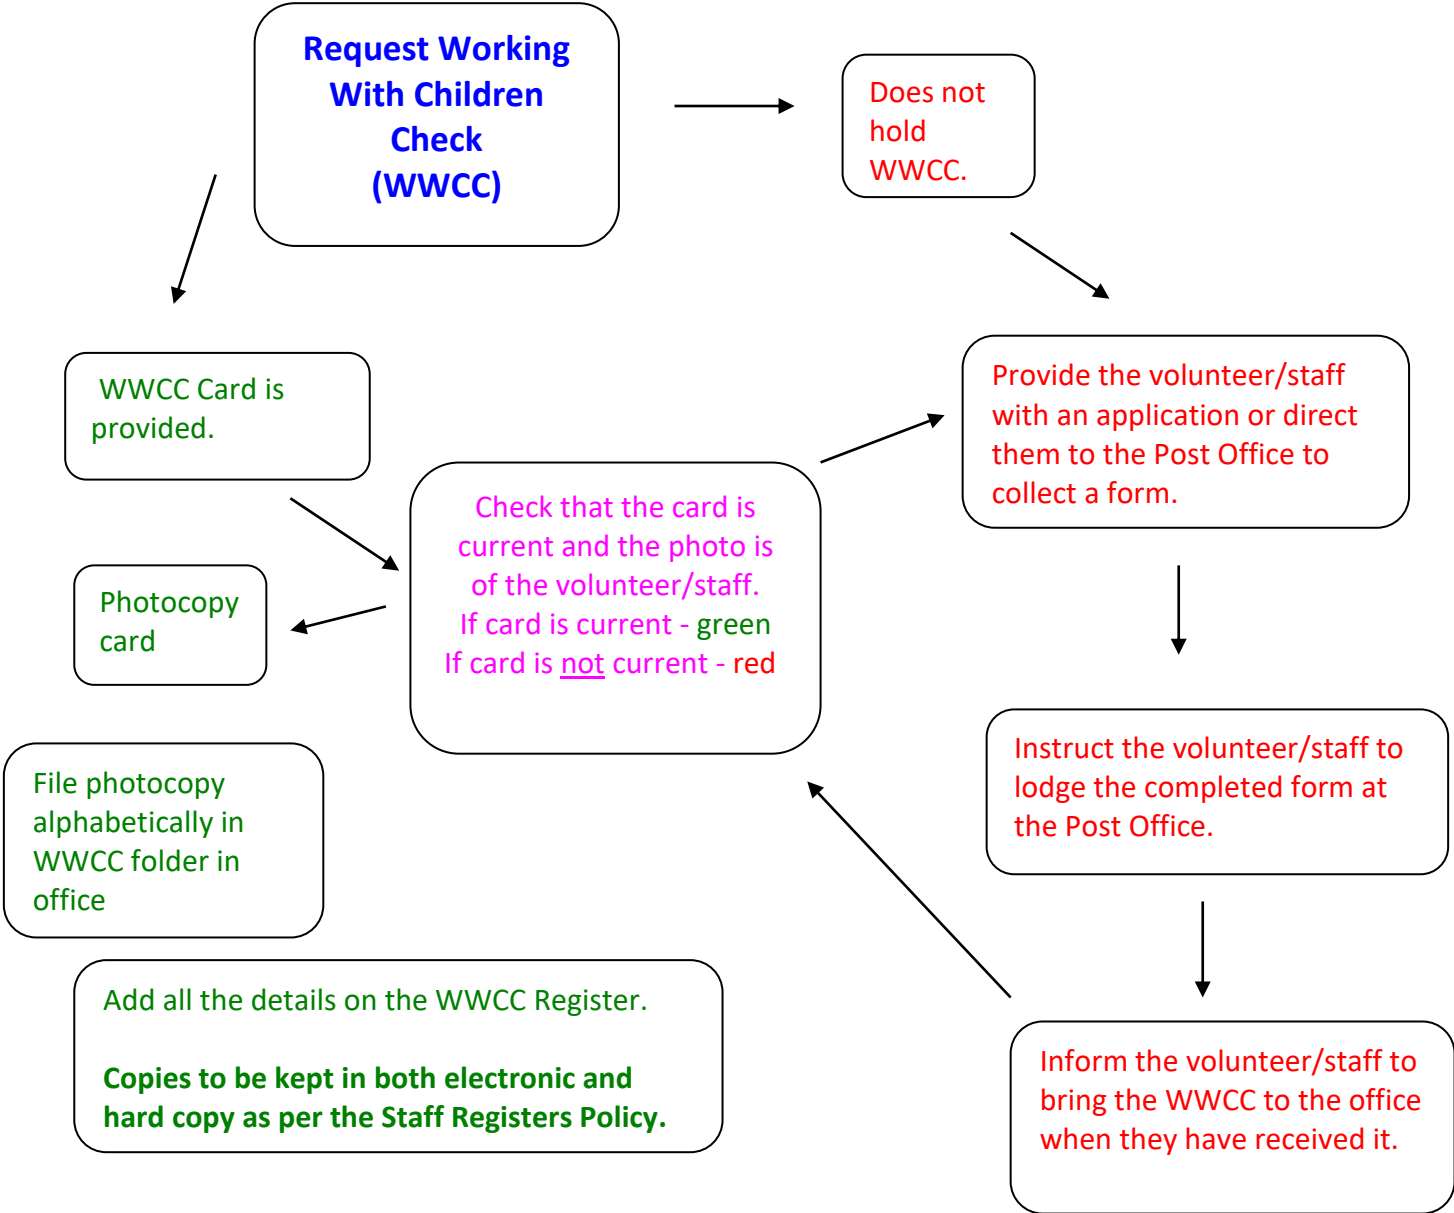 Request Working
With Children
Check
(WWCC)
Does not
hold
WWCC.
WWCC Card is
provided.
Provide the volunteer/staff
with an application or direct
them to the Post Office to
collect a form.
Check that the card is
current and the photo is
of the volunteer/staff.
If card is current - green
If card is not current - red
Photocopy
card
Instruct the volunteer/staff to
lodge the completed form at
the Post Office.
File photocopy
alphabetically in
WWCC folder in
office
Add all the details on the WWCC Register.
Copies to be kept in both electronic and
hard copy as per the Staff Registers Policy.
Inform the volunteer/staff to
bring the WWCC to the office
when they have received it.